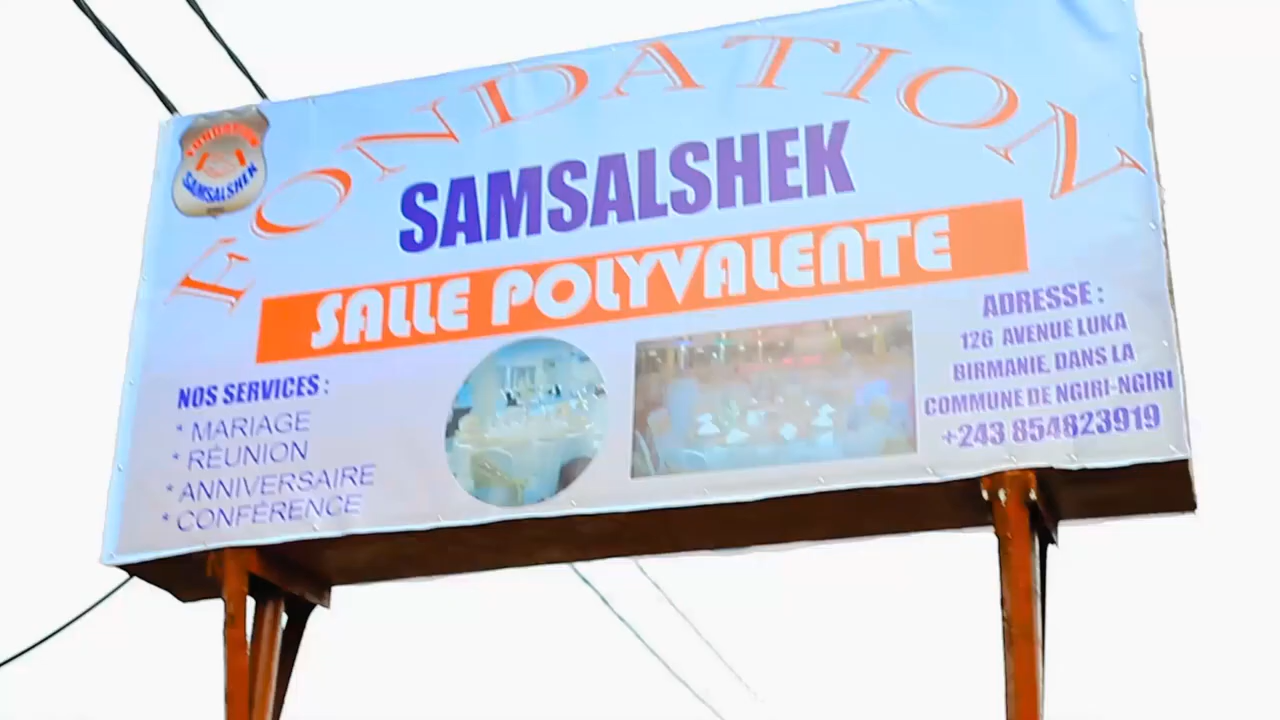 FONDATION
FONDATION
SAMSALSHEK
SAMSALSHEK
SALLE POLYVALENTE
NOS SERVICES :
* MARIAGE
* RÉUNION
* ANNIVERSAIRE
* CONFÉRENCE
ADRESSE :
126 AVENUE LUKA
BIRMANIE, DANS LA
COMMUNE DE NGIRI-NGIRI
+243 854823919